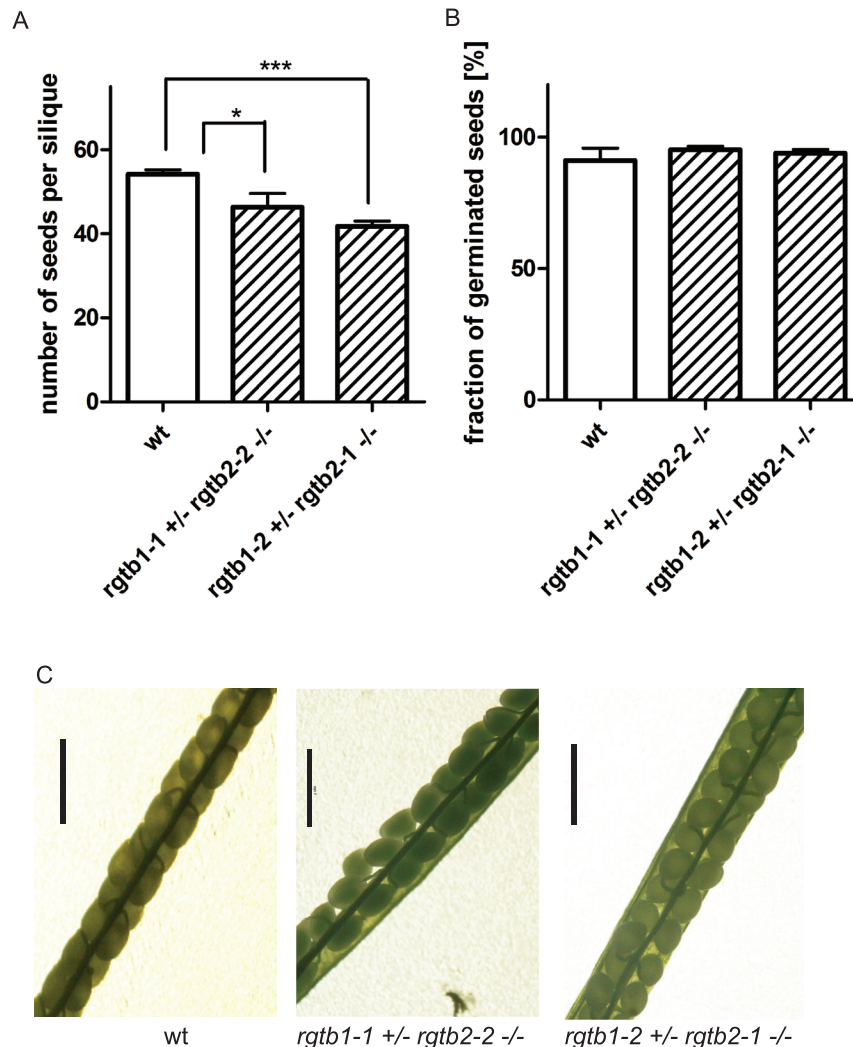 A
number of seeds per silique
60
40
20
0
***
*
wt
rgtb1-1 +/- rgtb2-2 -/-
rgtb1-2 +/- rgtb2-1 -/-
B
fraction of germinated seeds [%]
100
50
0
wt
rgtb1-1 +/- rgtb2-2 -/-
rgtb1-2 +/- rgtb2-1 -/-
C
wt
rgtb1-1 +/- rgtb2-2 -/-
rgtb1-2 +/- rgtb2-1 -/-